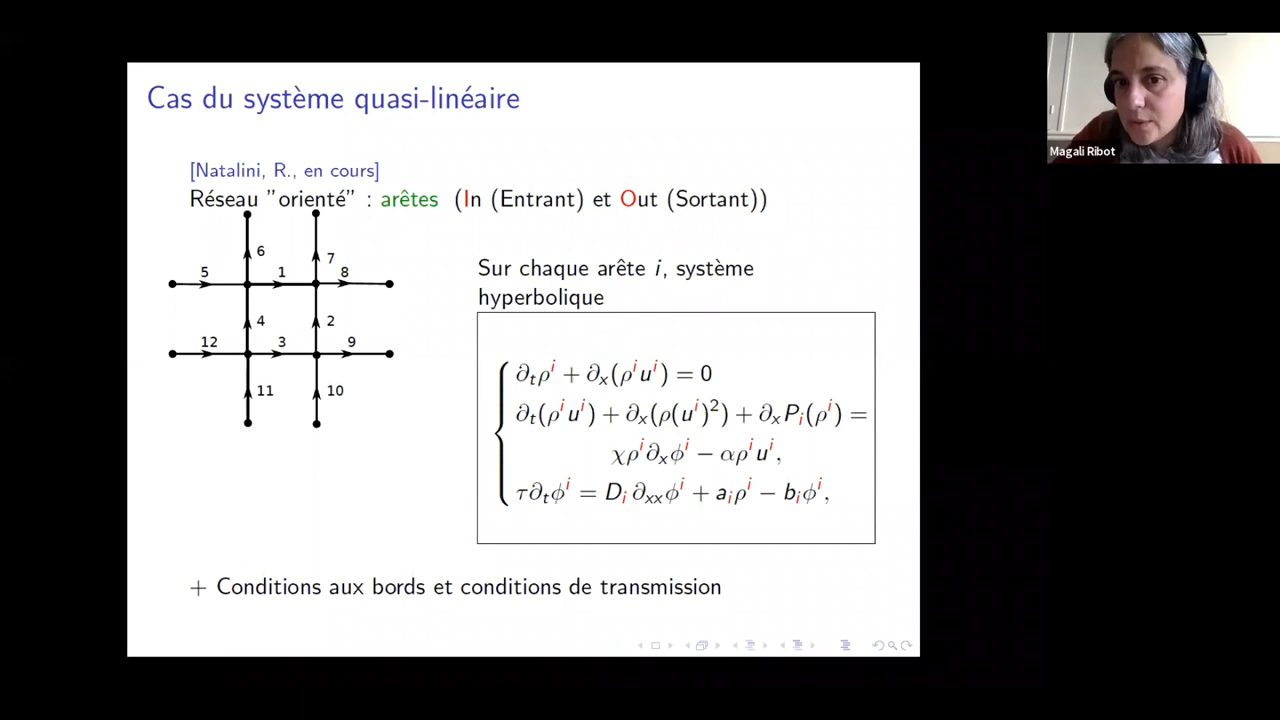 Cas du système quasi-linéaire
[Natalini, R., en cours]
Réseau "orienté" : arêtes (In (Entrant) et Out (Sortant))
6
7
5
1
8
4
2
12
3
9
11
10
Sur chaque arête i, système
hyperbolique
∂ₜρⁱ + ∂ₓ(ρⁱuⁱ) = 0
∂ₜ(ρⁱuⁱ) + ∂ₓ(ρ(uⁱ)²) + ∂ₓPᵢ(ρⁱ) =
χρⁱ∂ₓϕⁱ − αρⁱuⁱ,
τ∂ₜϕⁱ = Dᵢ∂ₓₓϕⁱ + aᵢρⁱ − bᵢϕⁱ,
+ Conditions aux bords et conditions de transmission
Magali Ribot